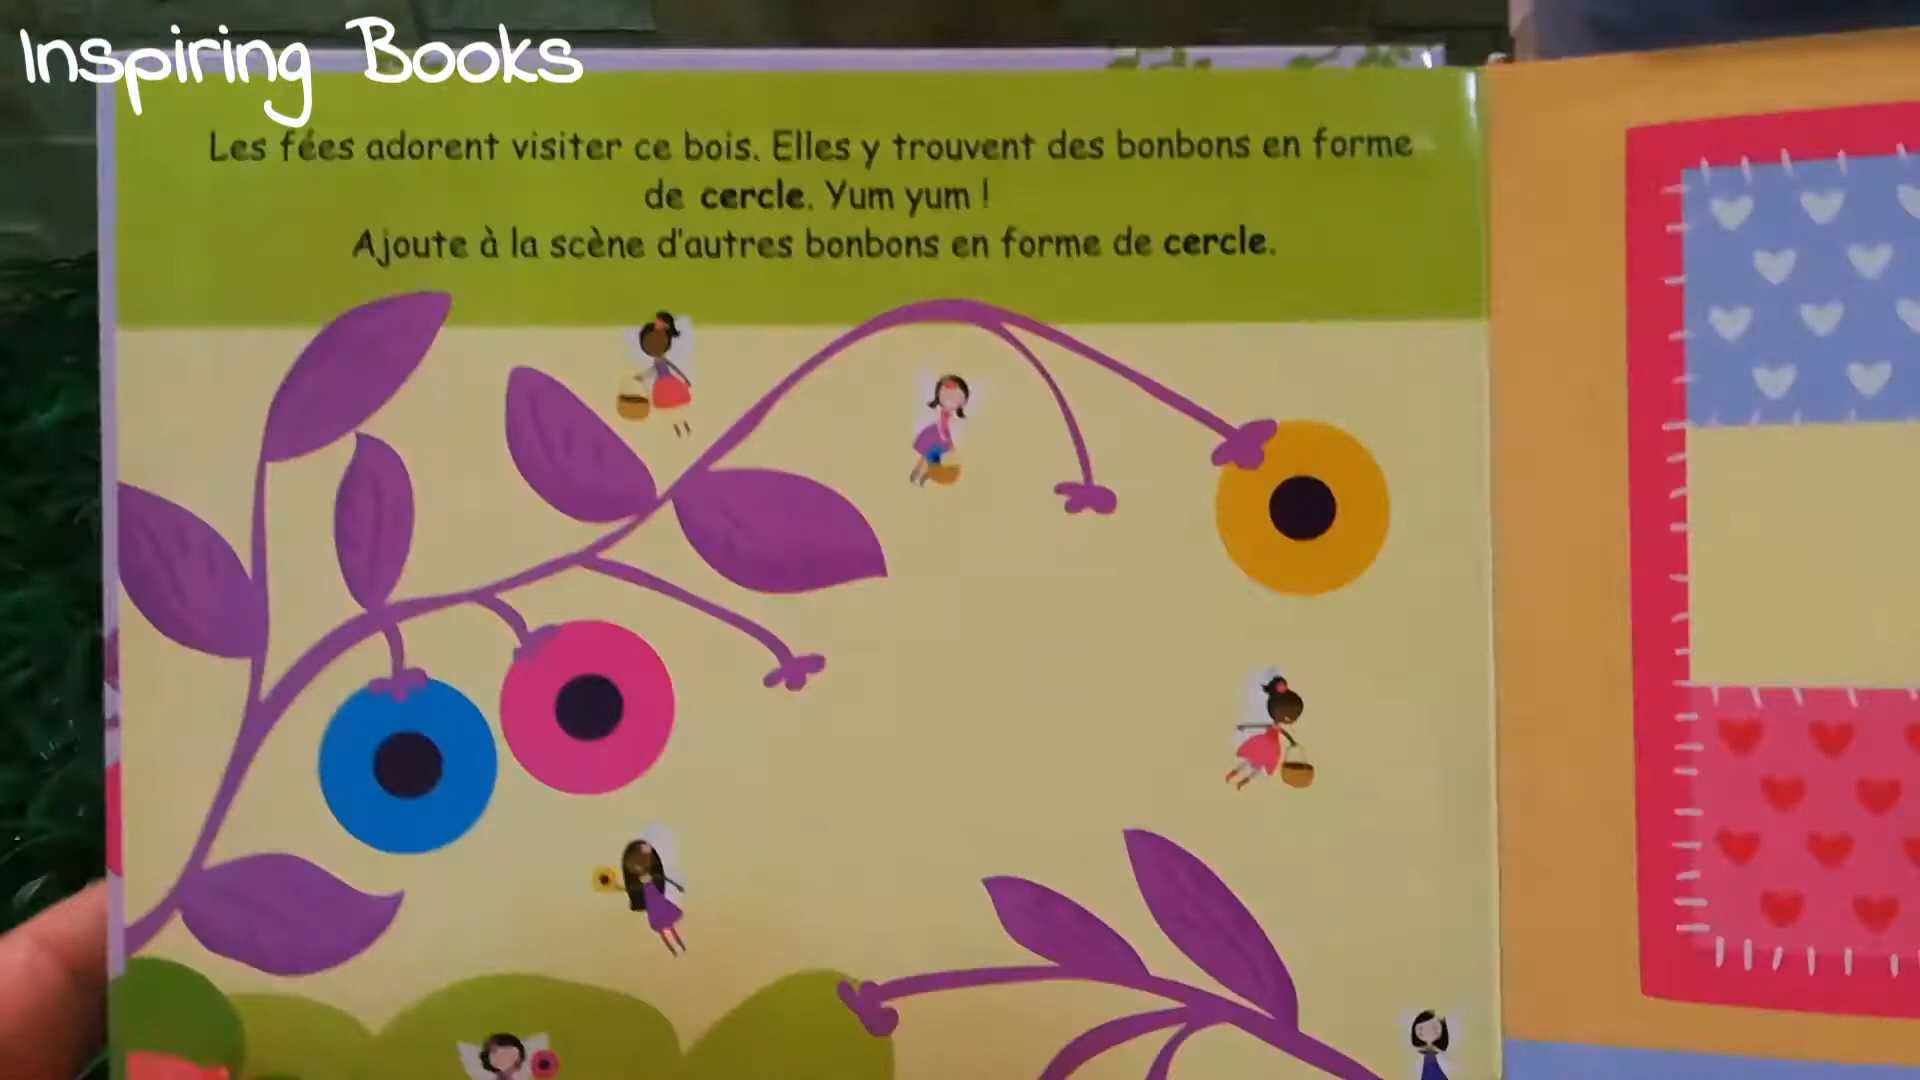 Inspiring Books
Les fées adorent visiter ce bois. Elles y trouvent des bonbons en forme
de cercle. Yum yum !
Ajoute à la scène d'autres bonbons en forme de cercle.